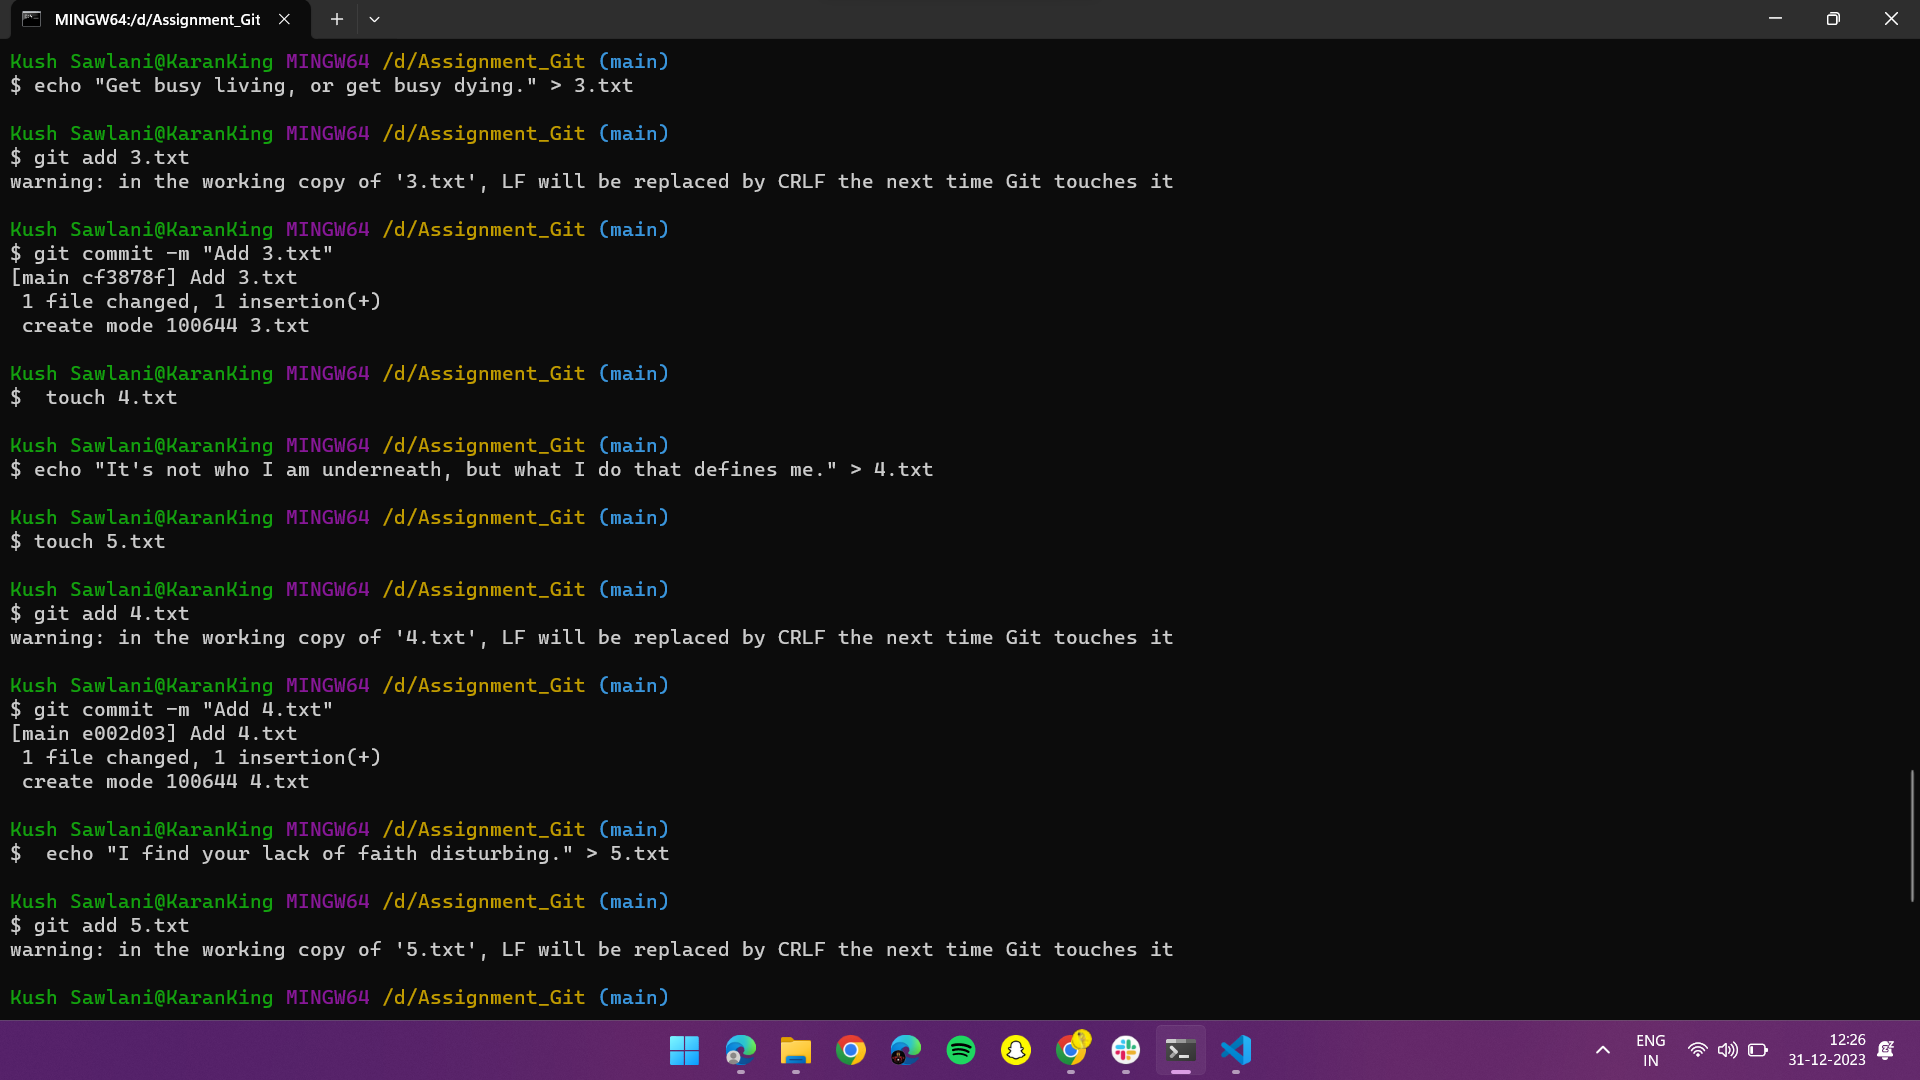 MINGW64:/d/Assignment_Git
Kush Sawlani@KaranKing MINGW64 /d/Assignment_Git (main)
$ echo "Get busy living, or get busy dying." > 3.txt
Kush Sawlani@KaranKing MINGW64 /d/Assignment_Git (main)
$ git add 3.txt
warning: in the working copy of '3.txt', LF will be replaced by CRLF the next time Git touches it
Kush Sawlani@KaranKing MINGW64 /d/Assignment_Git (main)
$ git commit -m "Add 3.txt"
[main cf3878f] Add 3.txt
 1 file changed, 1 insertion(+)
 create mode 100644 3.txt
Kush Sawlani@KaranKing MINGW64 /d/Assignment_Git (main)
$  touch 4.txt
Kush Sawlani@KaranKing MINGW64 /d/Assignment_Git (main)
$ echo "It's not who I am underneath, but what I do that defines me." > 4.txt
Kush Sawlani@KaranKing MINGW64 /d/Assignment_Git (main)
$ touch 5.txt
Kush Sawlani@KaranKing MINGW64 /d/Assignment_Git (main)
$ git add 4.txt
warning: in the working copy of '4.txt', LF will be replaced by CRLF the next time Git touches it
Kush Sawlani@KaranKing MINGW64 /d/Assignment_Git (main)
$ git commit -m "Add 4.txt"
[main e002d03] Add 4.txt
 1 file changed, 1 insertion(+)
 create mode 100644 4.txt
Kush Sawlani@KaranKing MINGW64 /d/Assignment_Git (main)
$  echo "I find your lack of faith disturbing." > 5.txt
Kush Sawlani@KaranKing MINGW64 /d/Assignment_Git (main)
$ git add 5.txt
warning: in the working copy of '5.txt', LF will be replaced by CRLF the next time Git touches it
Kush Sawlani@KaranKing MINGW64 /d/Assignment_Git (main)
ENG
IN
12:26
31-12-2023